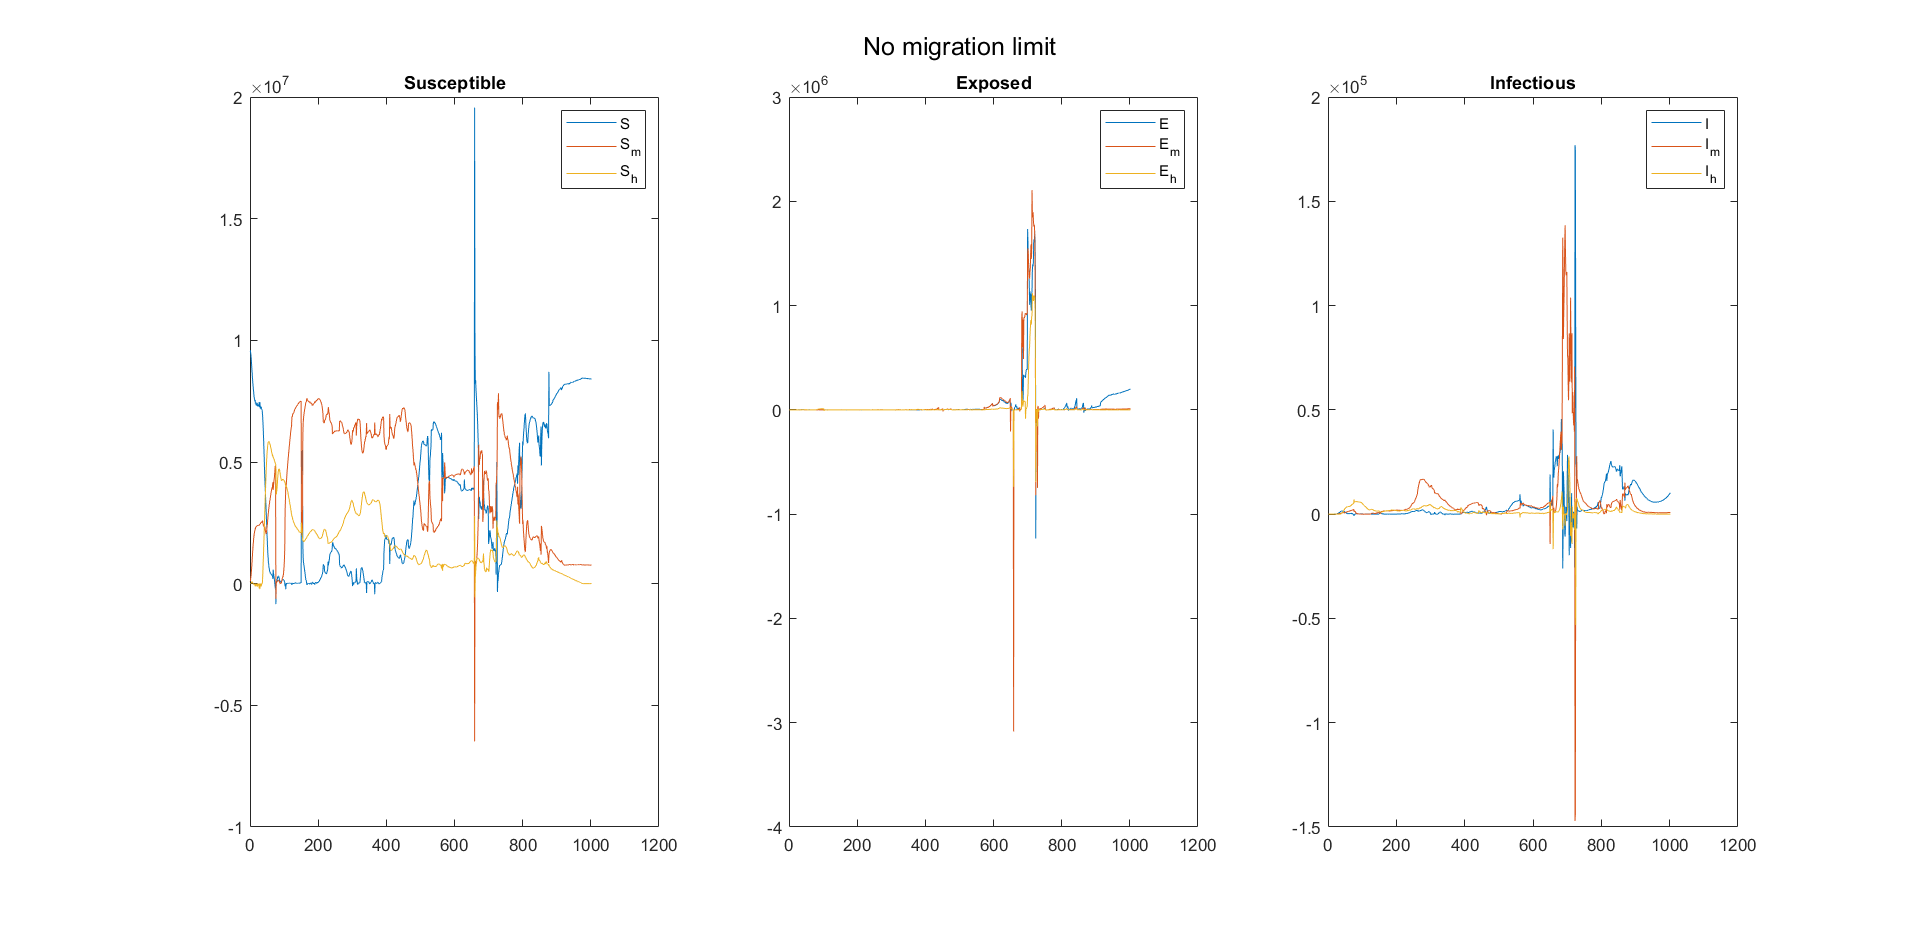 No migration limit
Susceptible
×10^7
2
1.5
1
0.5
0
-0.5
-1
0 200 400 600 800 1000 1200
S
S_m
S_h
Exposed
×10^6
3
2
1
0
-1
-2
-3
-4
0 200 400 600 800 1000 1200
E
E_m
E_h
Infectious
×10^5
2
1.5
1
0.5
0
-0.5
-1
-1.5
0 200 400 600 800 1000 1200
I
I_m
I_h